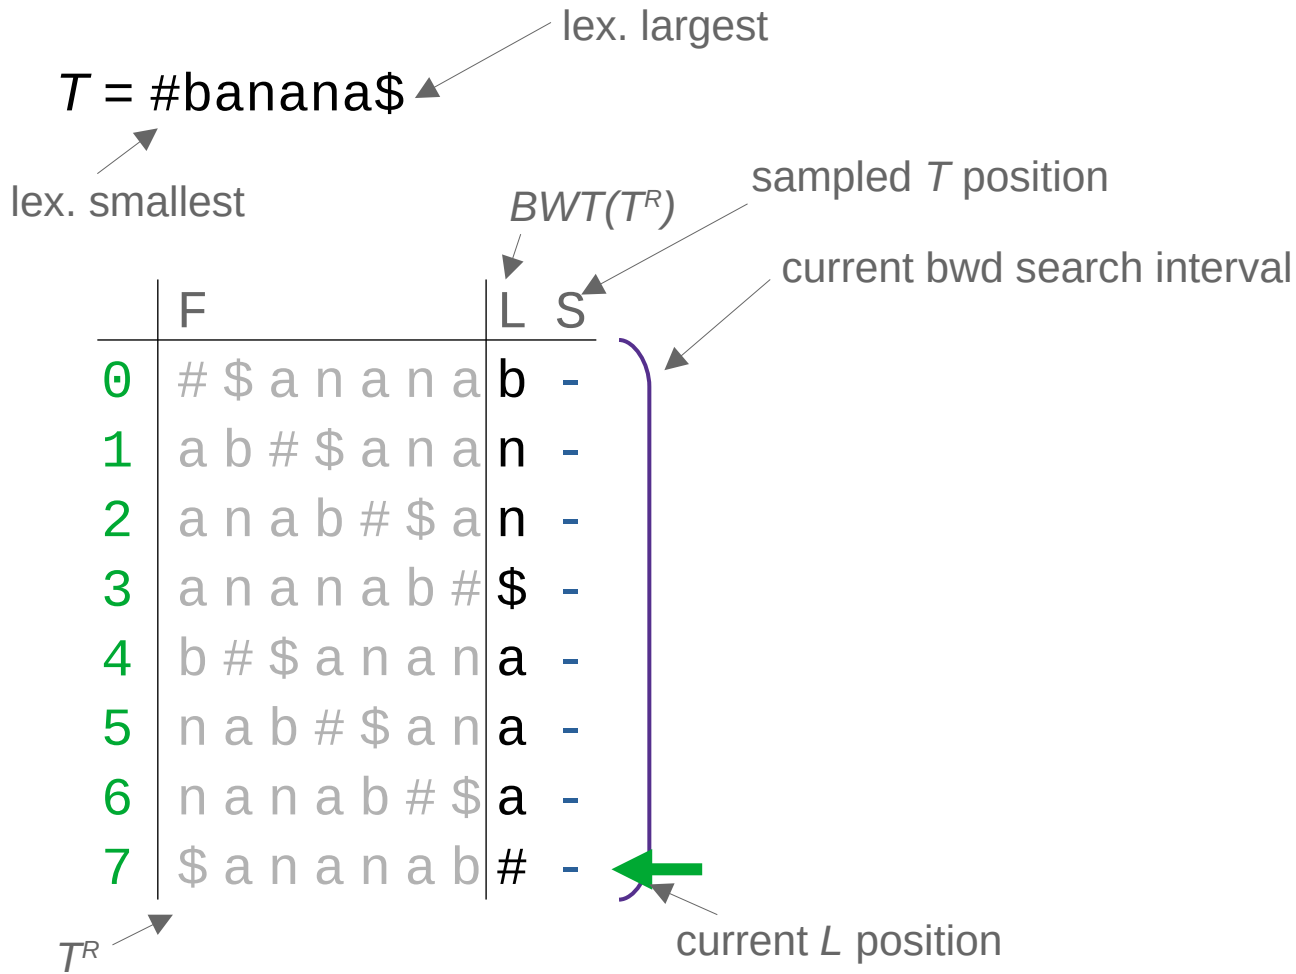 lex. largest
T = #banana$
lex. smallest
sampled T position
BWT(T^R)
current bwd search interval
F L S
0 # $ a n a n a b -
1 a b # $ a n a n -
2 a n a b # $ a n -
3 a n a n a b # $ -
4 b # $ a n a n a -
5 n a b # $ a n a -
6 n a n a b # $ a -
7 $ a n a n a b # -
current L position
T^R